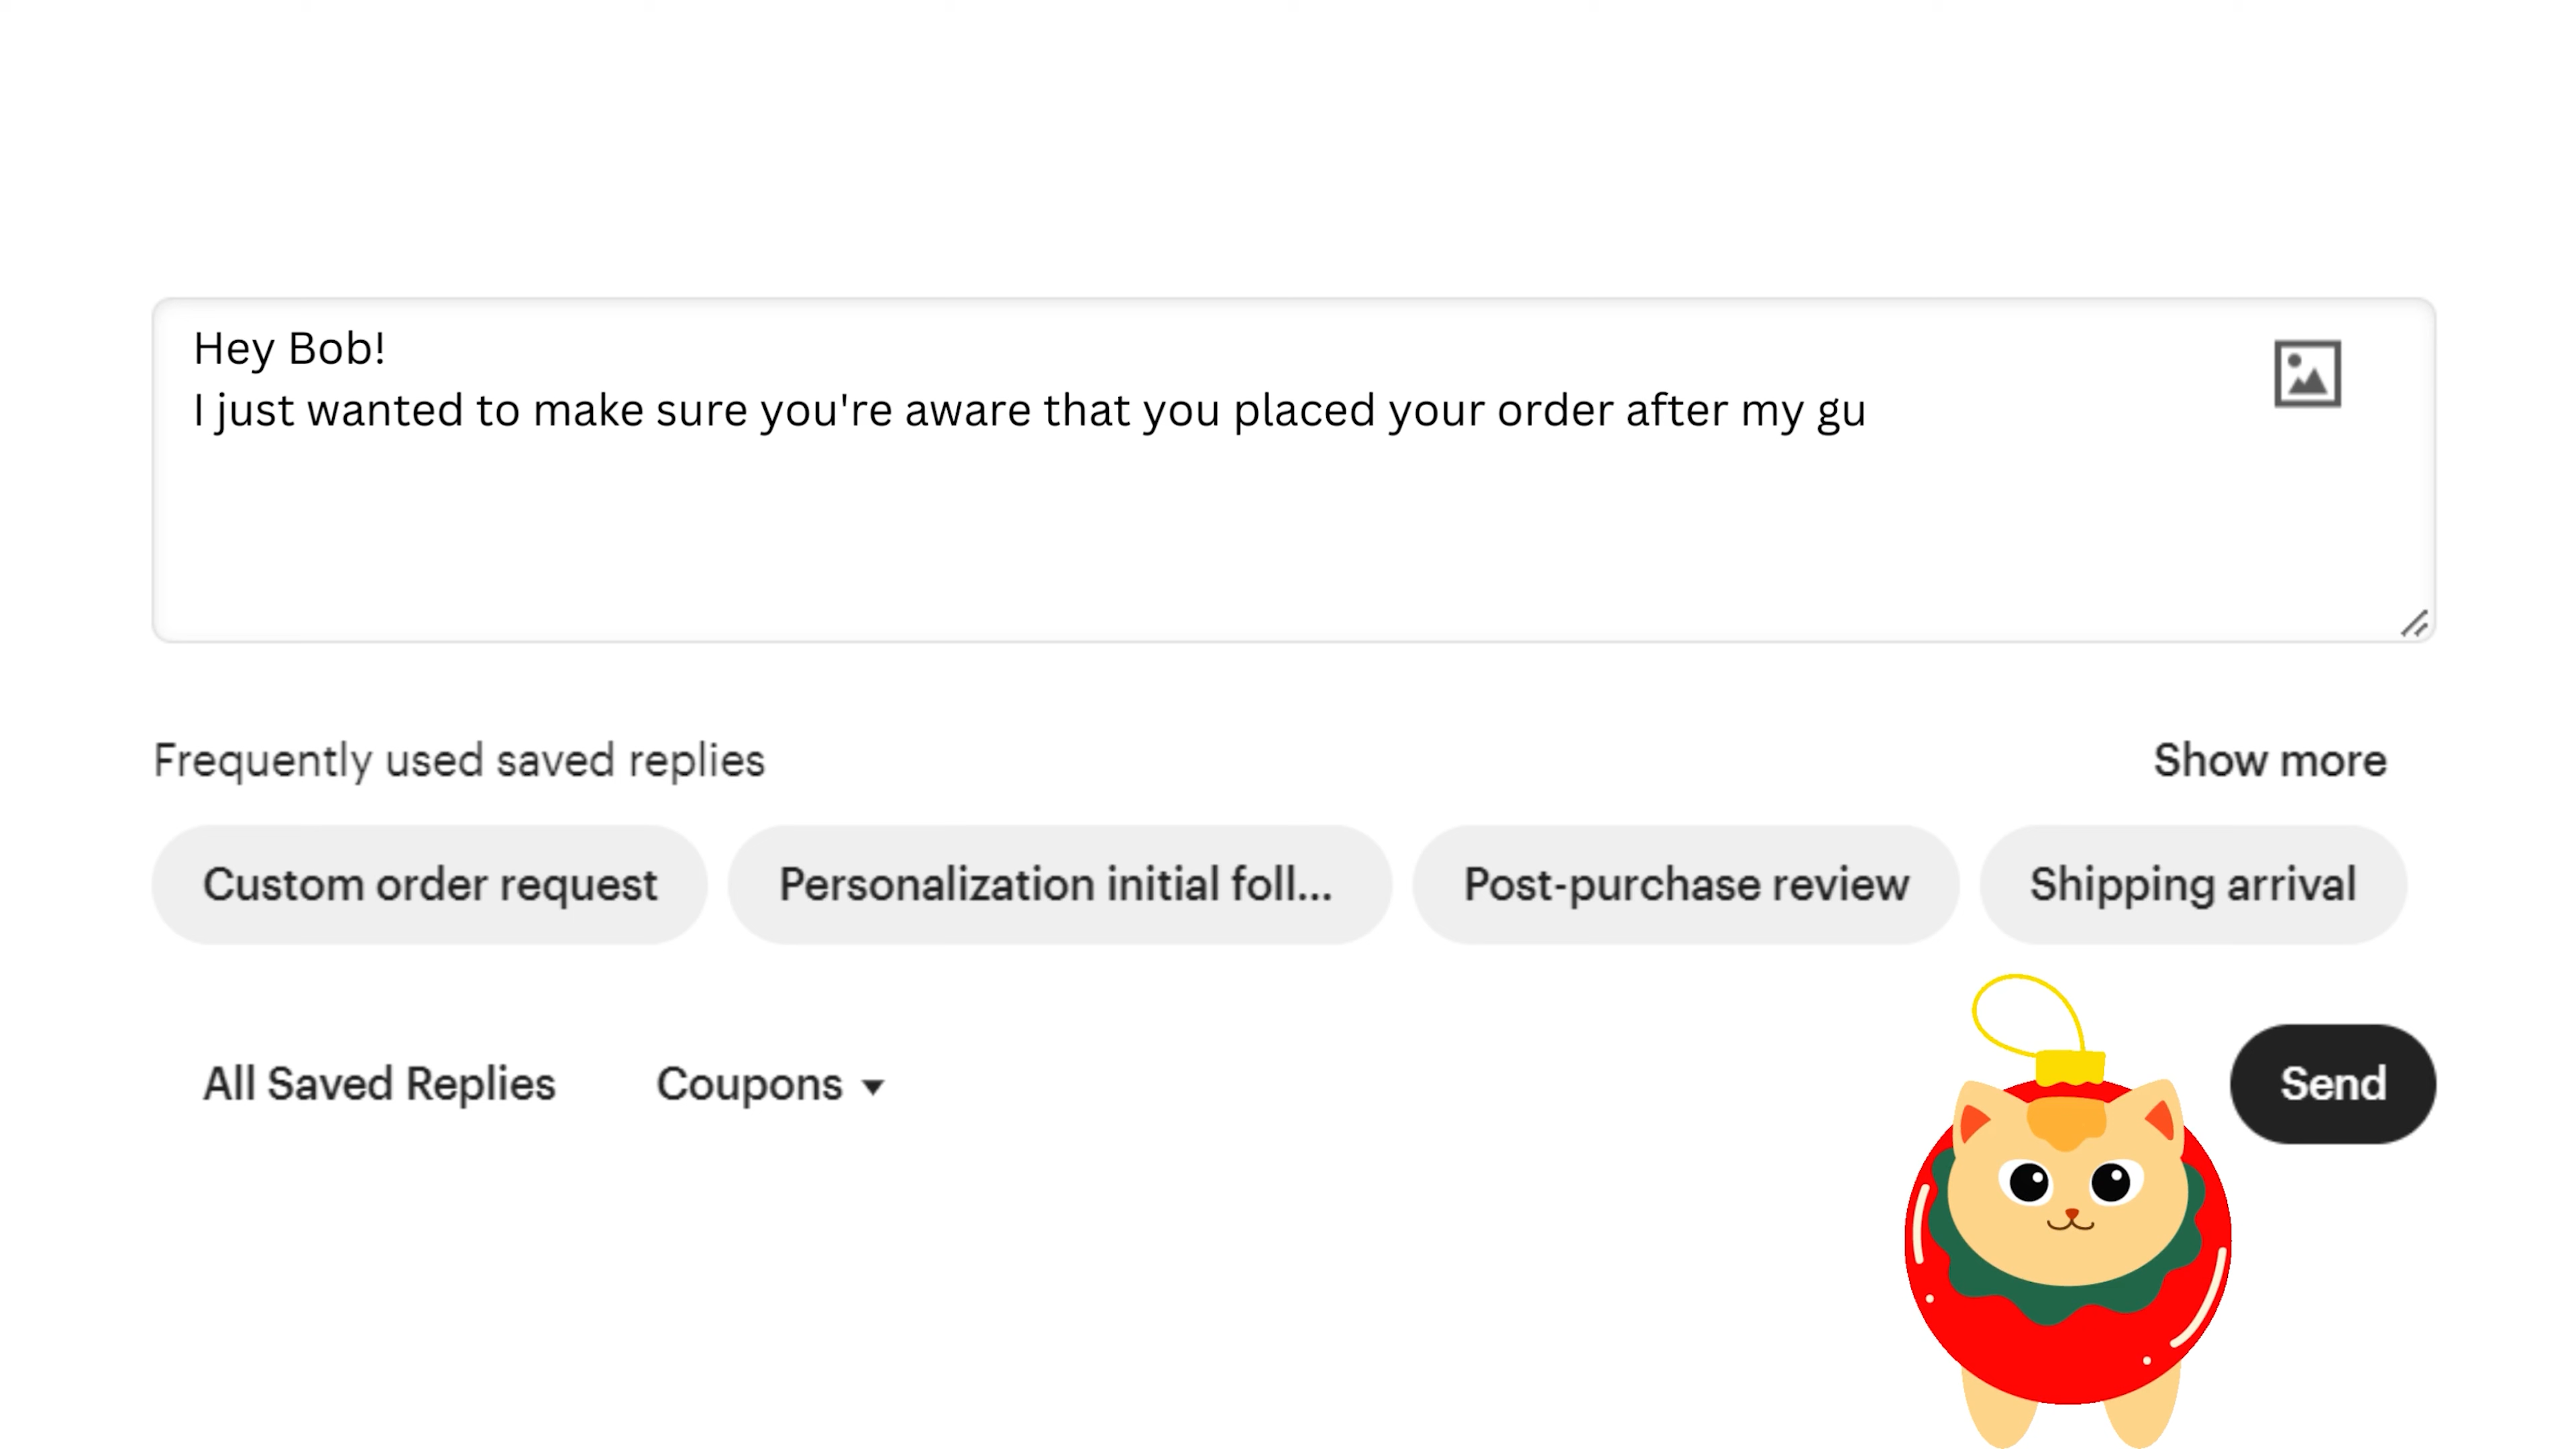 Hey Bob!
I just wanted to make sure you're aware that you placed your order after my gu
Frequently used saved replies
Show more
Custom order request
Personalization initial foll...
Post-purchase review
Shipping arrival
All Saved Replies
Coupons
Send